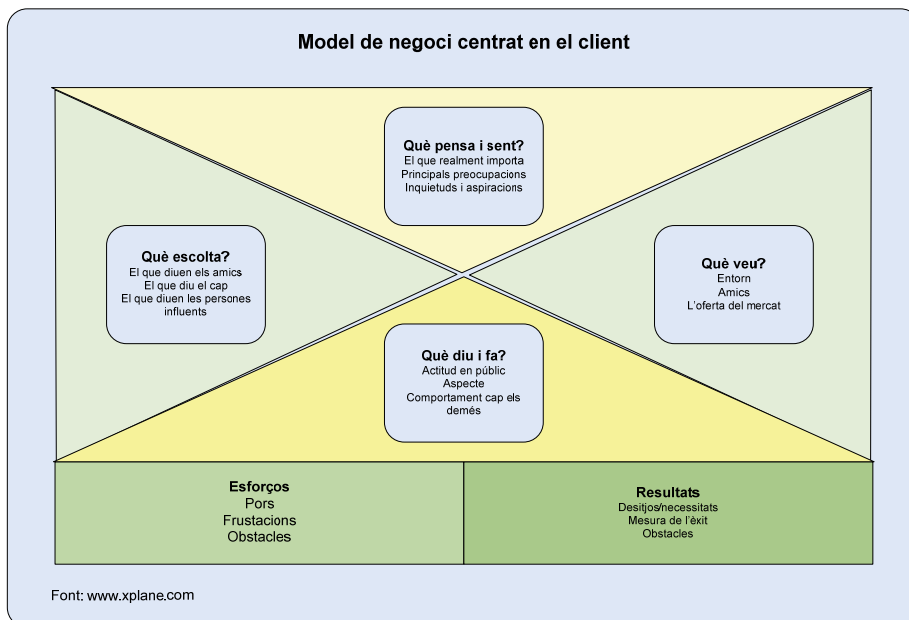 Model de negoci centrat en el client
Què pensa i sent?
El que realment importa
Principals preocupacions
Inquietuds i aspiracions
Què escolta?
El que diuen els amics
El que diu el cap
El que diuen les persones
influents
Què veu?
Entorn
Amics
L'oferta del mercat
Què diu i fa?
Actitud en públic
Aspecte
Comportament cap els
demés
Esforços
Pors
Frustacions
Obstacles
Resultats
Desitjos/necessitats
Mesura de l'èxit
Obstacles
Font: www.xplane.com